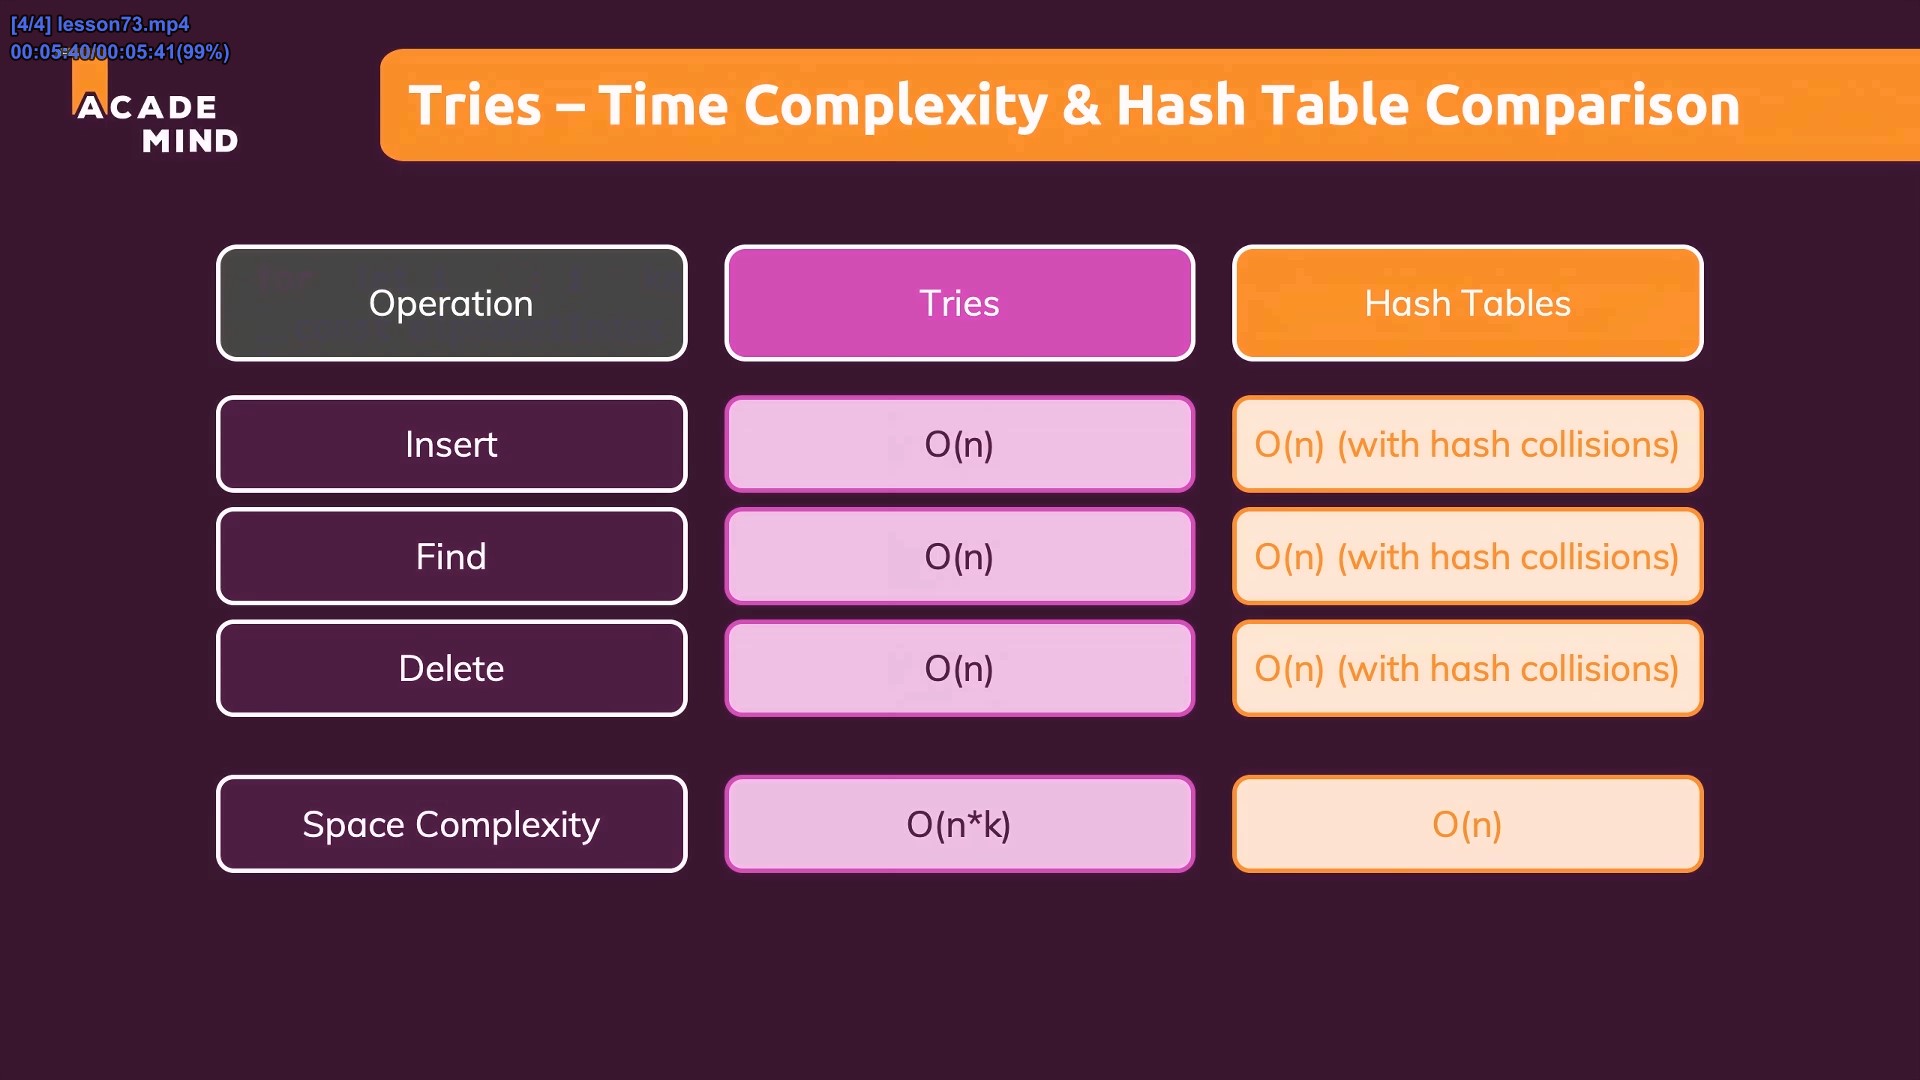 [4/4] lesson73.mp4
00:05:40/00:05:41(99%)
ACADE
MIND
Tries – Time Complexity & Hash Table Comparison
Operation
Tries
Hash Tables
Insert
O(n)
O(n) (with hash collisions)
Find
O(n)
O(n) (with hash collisions)
Delete
O(n)
O(n) (with hash collisions)
Space Complexity
O(n*k)
O(n)